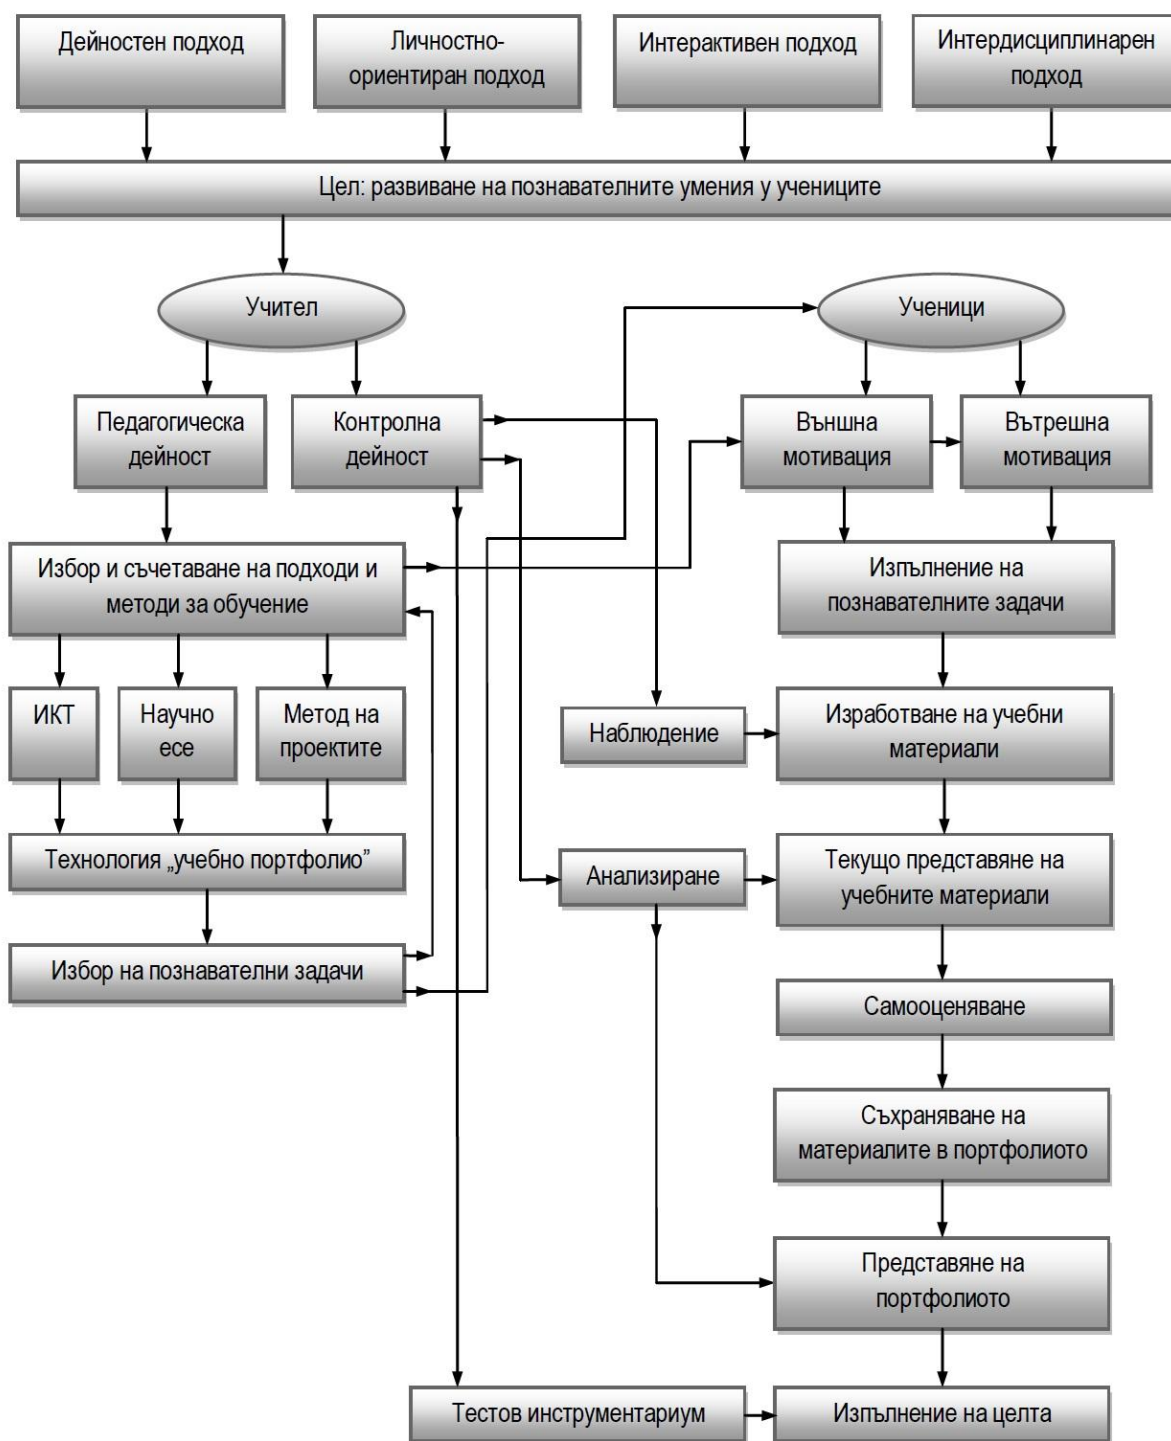 Дейностен подход
Личностно-
ориентиран подход
Интерактивен подход
Интердисциплинарен
подход
Цел: развиване на познавателните умения у учениците
Учител
Ученици
Педагогическа
дейност
Контролна
дейност
Външна
мотивация
Вътрешна
мотивация
Избор и съчетаване на подходи и
методи за обучение
Изпълнение на
познавателните задачи
ИКТ
Научно
есе
Метод на
проектите
Наблюдение
Изработване на учебни
материали
Технология „учебно портфолио”
Анализиране
Текущо представяне на
учебните материали
Избор на познавателни задачи
Самооценяване
Съхраняване на
материалите в портфолиото
Представяне на
портфолиото
Тестов инструментариум
Изпълнение на целта